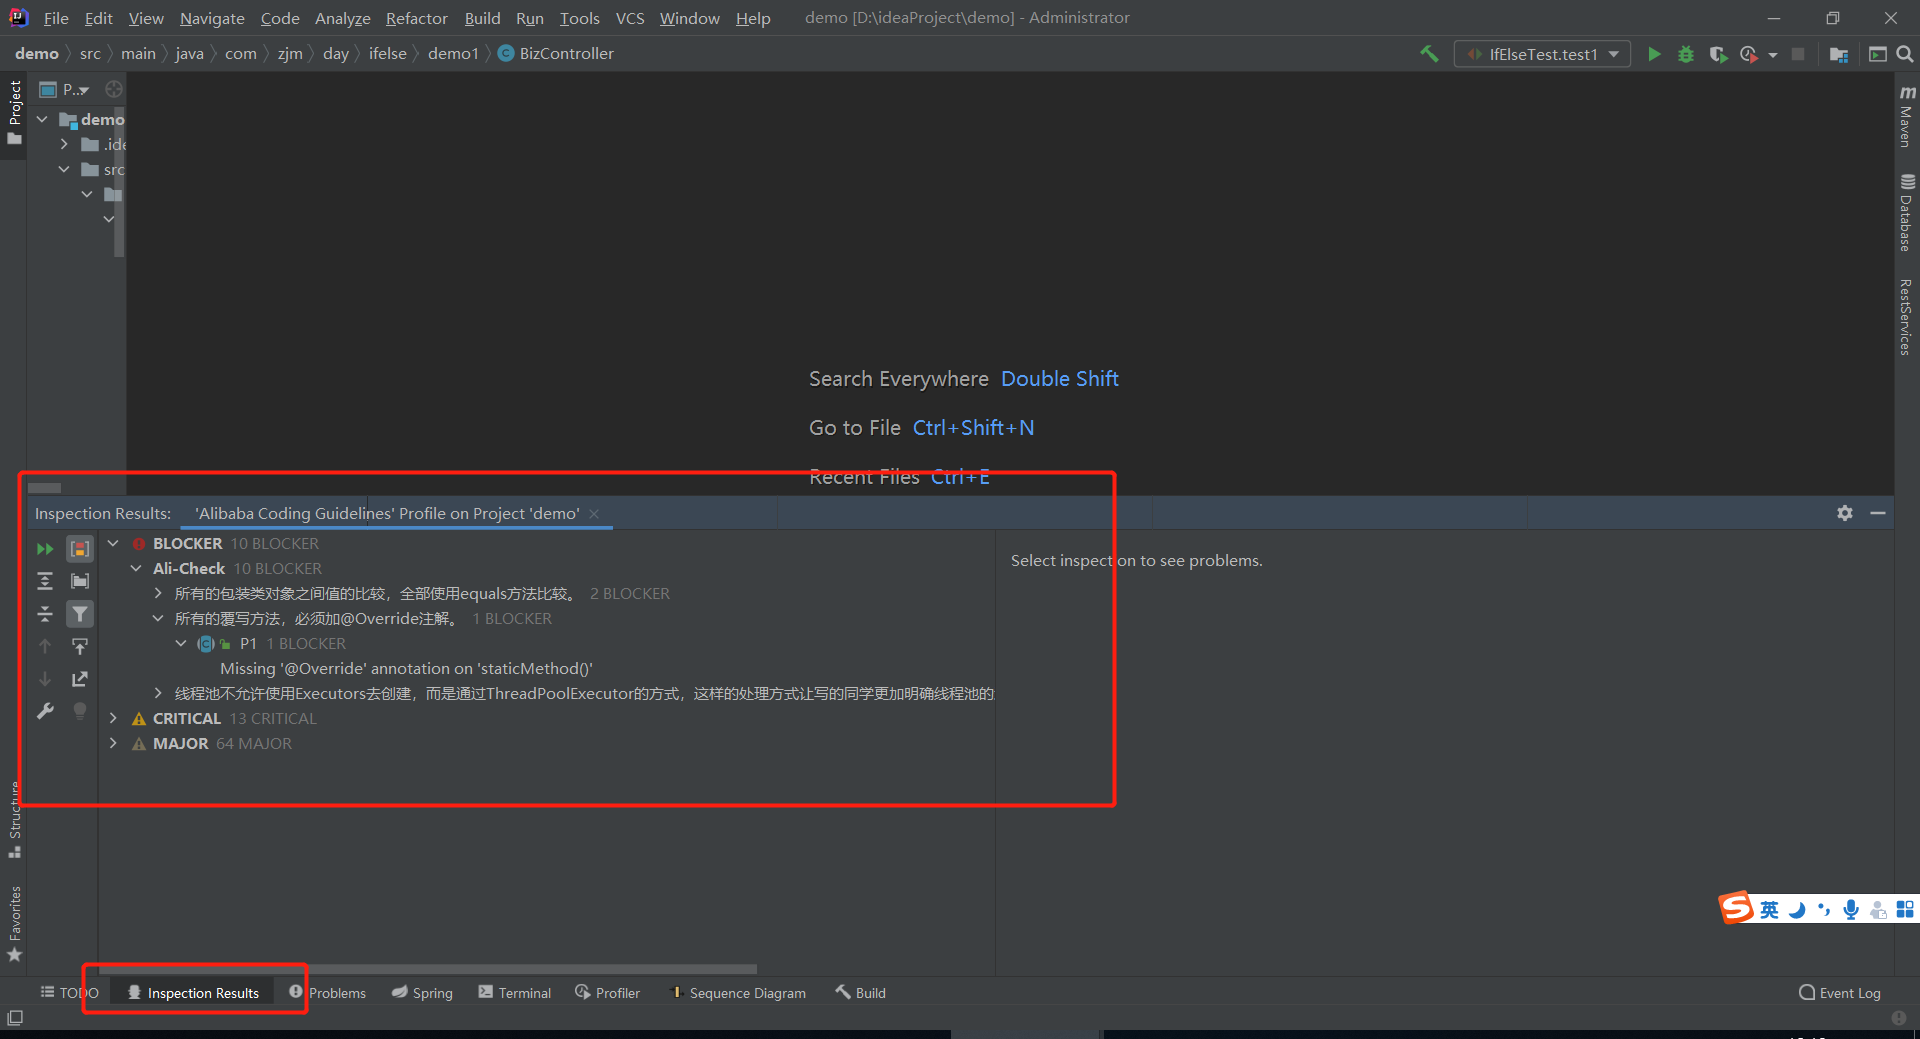 File Edit View Navigate Code Analyze Refactor Build Run Tools VCS Window Help demo [D:\ideaProject\demo] - Administrator
demo src main java com zjm day ifelse demo1 BizController IfElseTest.test1
Project
P...
demo
.ide
src
Maven
Database
RestServices
Search Everywhere Double Shift
Go to File Ctrl+Shift+N
Recent Files Ctrl+E
Inspection Results: 'Alibaba Coding Guidelines' Profile on Project 'demo'
BLOCKER 10 BLOCKER
Ali-Check 10 BLOCKER
所有的包装类对象之间值的比较，全部使用equals方法比较。 2 BLOCKER
所有的覆写方法，必须加@Override注解。 1 BLOCKER
P1 1 BLOCKER
Missing '@Override' annotation on 'staticMethod()'
线程池不允许使用Executors去创建，而是通过ThreadPoolExecutor的方式，这样的处理方式让写的同学更加明确线程池的
CRITICAL 13 CRITICAL
MAJOR 64 MAJOR
Select inspection to see problems.
Structure
Favorites
英
TODO Inspection Results Problems Spring Terminal Profiler Sequence Diagram Build Event Log